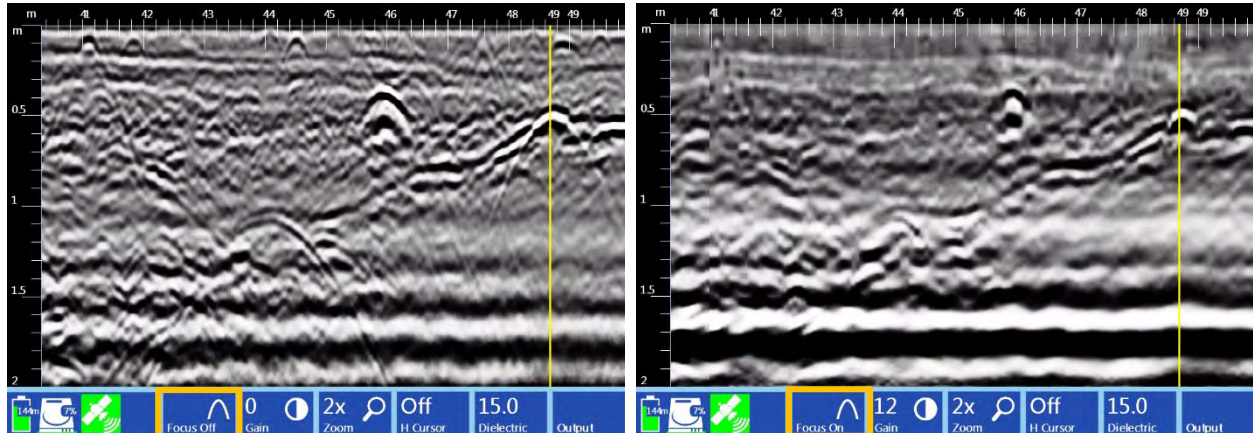 m 41 42 43 44 45 46 47 48 49 49
m
0.5
1
1.5
2
144m
7%
Focus Off
0
Gain
2x
Zoom
Off
H Cursor
15.0
Dielectric
Output
m 41 42 43 44 45 46 47 48 49 49
m
0.5
1
1.5
2
144m
7%
Focus On
12
Gain
2x
Zoom
Off
H Cursor
15.0
Dielectric
Output